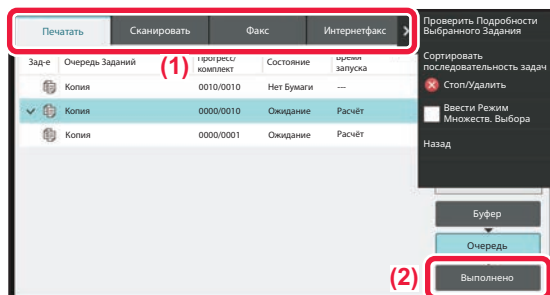 Печатать Сканировать Факс Интернетфакс
(1)
Зад-е Очередь Заданий Прогресс/комплект Состояние Время запуска
Копия 0010/0010 Нет Бумаги ---
Копия 0000/0010 Ожидание Расчёт
Копия 0000/0001 Ожидание Расчёт
Проверить Подробности
Выбранного Задания
Сортировать
последовательность задач
Стоп/Удалить
Ввести Режим
Множеств. Выбора
Назад
Буфер
Очередь
(2) Выполнено